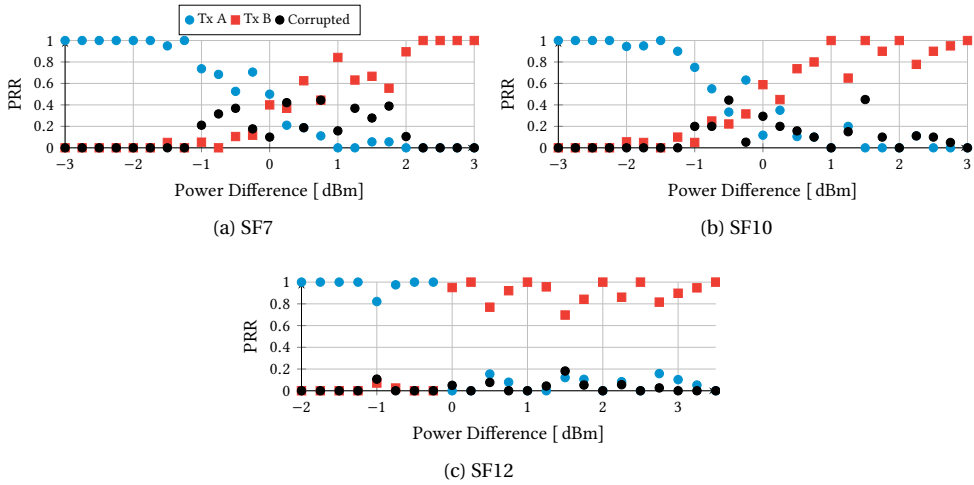 Tx A Tx B Corrupted
1
0.8
0.6
0.4
0.2
0
PRR
−3 −2 −1 0 1 2 3
Power Difference [ dBm]
(a) SF7
1
0.8
0.6
0.4
0.2
0
PRR
−3 −2 −1 0 1 2 3
Power Difference [ dBm]
(b) SF10
1
0.8
0.6
0.4
0.2
0
PRR
−2 −1 0 1 2 3
Power Difference [ dBm]
(c) SF12